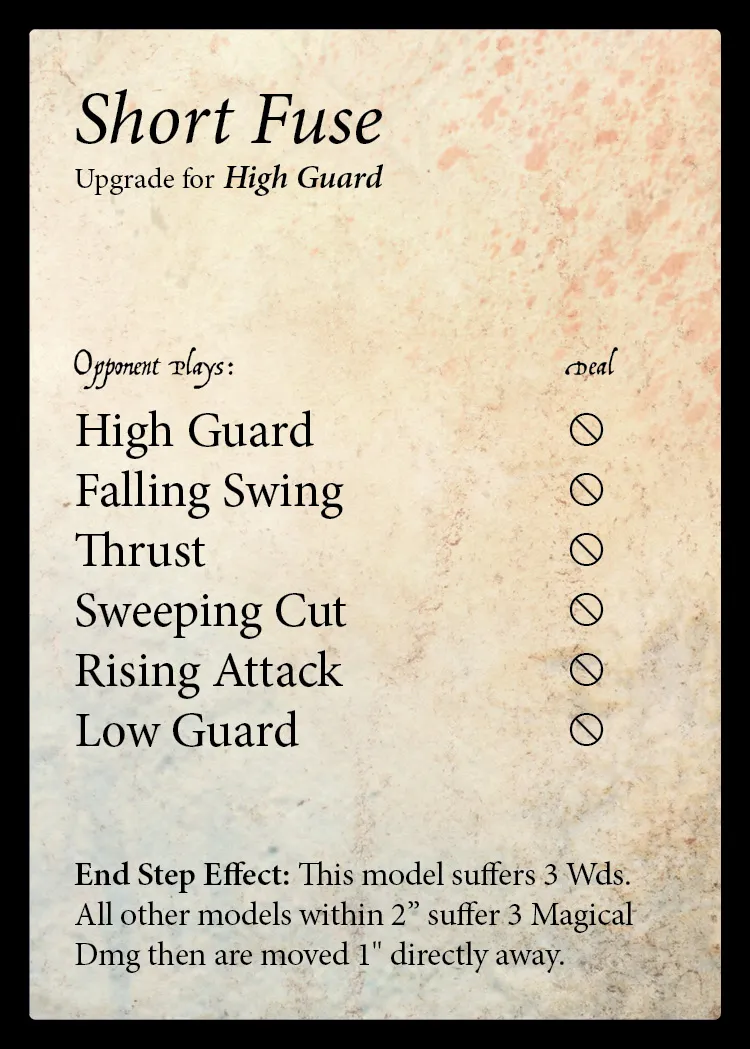 Short Fuse
Upgrade for High Guard
Opponent Plays: Deal
High Guard
Falling Swing
Thrust
Sweeping Cut
Rising Attack
Low Guard
End Step Effect: This model suffers 3 Wds.
All other models within 2” suffer 3 Magical
Dmg then are moved 1" directly away.